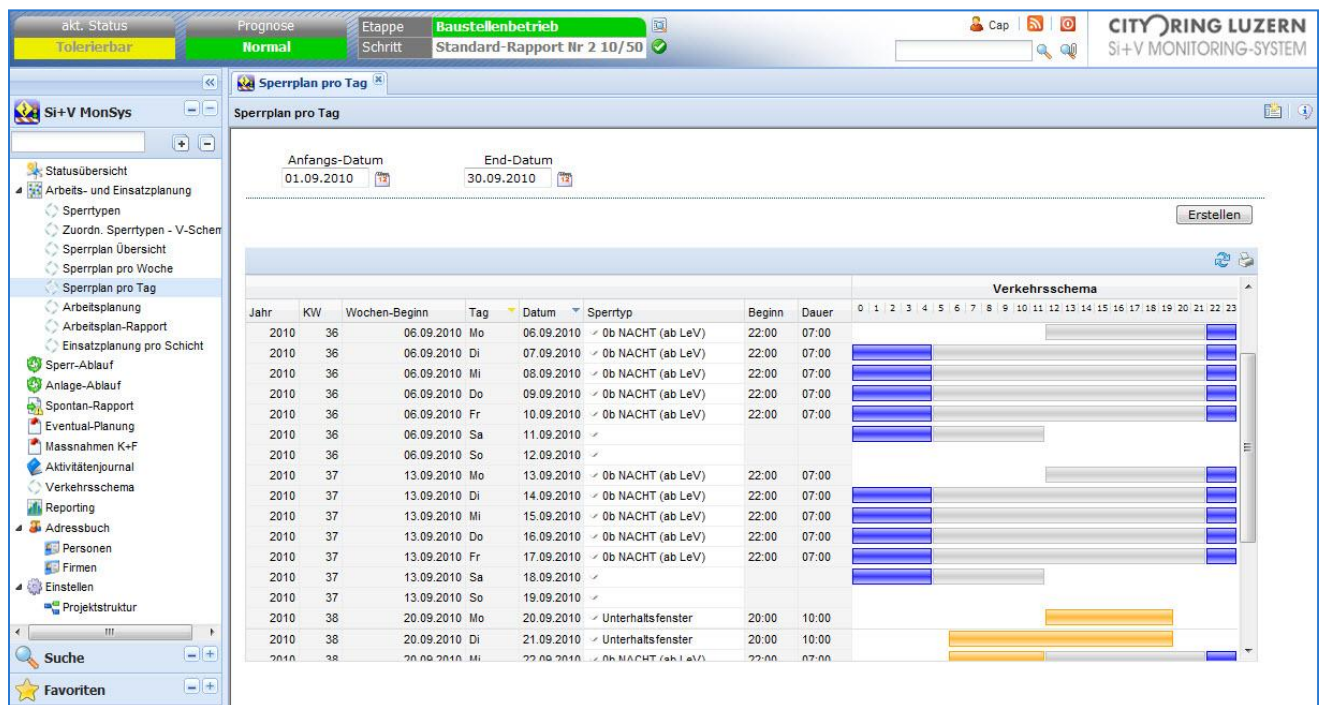 akt. Status
Tolerierbar
Prognose
Normal
Etappe Baustellenbetrieb
Schritt Standard-Rapport Nr 2 10/50
Cap
CITY RING LUZERN
Si+V MONITORING-SYSTEM
Si+V MonSys
Statusübersicht
Arbeits- und Einsatzplanung
Sperrtypen
Zuordn. Sperrtypen - V-Schem
Sperrplan Übersicht
Sperrplan pro Woche
Sperrplan pro Tag
Arbeitsplanung
Arbeitsplan-Rapport
Einsatzplanung pro Schicht
Sperr-Ablauf
Anlage-Ablauf
Spontan-Rapport
Eventual-Planung
Massnahmen K+F
Aktivitätenjournal
Verkehrsschema
Reporting
Adressbuch
Personen
Firmen
Einstellen
Projektstruktur
Suche
Favoriten
Sperrplan pro Tag
Sperrplan pro Tag
Anfangs-Datum End-Datum
01.09.2010 30.09.2010
Erstellen
Verkehrsschema
Jahr KW Wochen-Beginn Tag Datum Sperrtyp Beginn Dauer 0 1 2 3 4 5 6 7 8 9 10 11 12 13 14 15 16 17 18 19 20 21 22 23
2010 36 06.09.2010 Mo 06.09.2010 0b NACHT (ab LeV) 22:00 07:00
2010 36 06.09.2010 Di 07.09.2010 0b NACHT (ab LeV) 22:00 07:00
2010 36 06.09.2010 Mi 08.09.2010 0b NACHT (ab LeV) 22:00 07:00
2010 36 06.09.2010 Do 09.09.2010 0b NACHT (ab LeV) 22:00 07:00
2010 36 06.09.2010 Fr 10.09.2010 0b NACHT (ab LeV) 22:00 07:00
2010 36 06.09.2010 Sa 11.09.2010
2010 36 06.09.2010 So 12.09.2010
2010 37 13.09.2010 Mo 13.09.2010 0b NACHT (ab LeV) 22:00 07:00
2010 37 13.09.2010 Di 14.09.2010 0b NACHT (ab LeV) 22:00 07:00
2010 37 13.09.2010 Mi 15.09.2010 0b NACHT (ab LeV) 22:00 07:00
2010 37 13.09.2010 Do 16.09.2010 0b NACHT (ab LeV) 22:00 07:00
2010 37 13.09.2010 Fr 17.09.2010 0b NACHT (ab LeV) 22:00 07:00
2010 37 13.09.2010 Sa 18.09.2010
2010 37 13.09.2010 So 19.09.2010
2010 38 20.09.2010 Mo 20.09.2010 Unterhaltsfenster 20:00 10:00
2010 38 20.09.2010 Di 21.09.2010 Unterhaltsfenster 20:00 10:00
2010 38 20.09.2010 Mi 22.09.2010 0b NACHT (ab LeV) 22:00 07:00